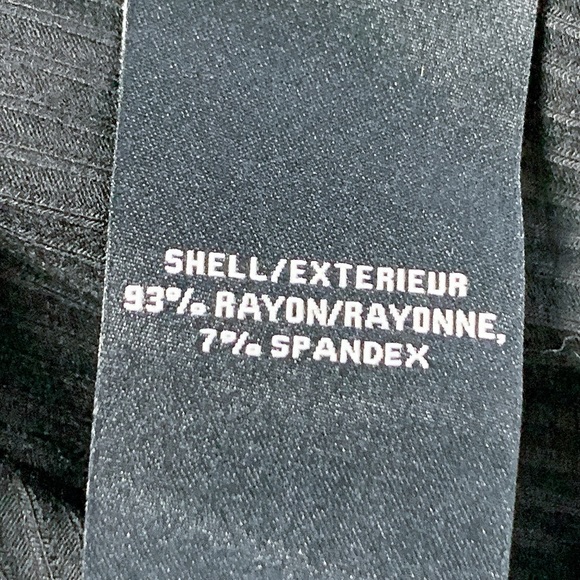 SHELL/EXTERIEUR
93% RAYON/RAYONNE,
7% SPANDEX